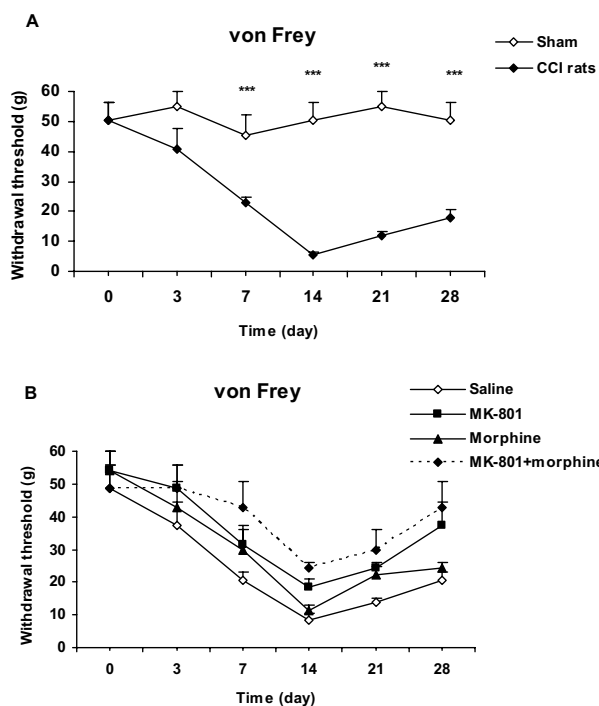 A
von Frey
Sham
CCI rats
*** *** *** ***
60
50
40
30
20
10
0
Withdrawal threshold (g)
0 3 7 14 21 28
Time (day)
B
von Frey
Saline
MK-801
Morphine
MK-801+morphine
60
50
40
30
20
10
0
Withdrawal threshold (g)
0 3 7 14 21 28
Time (day)